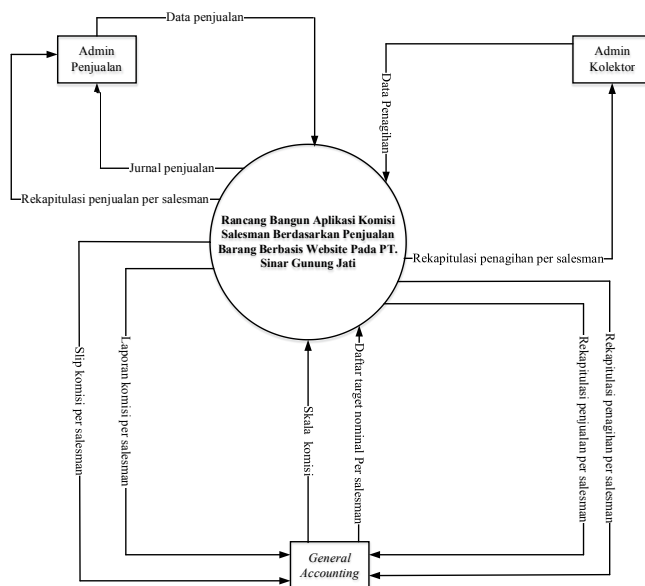 Data penjualan
Admin
Penjualan
Admin
Kolektor
Data Penagihan
Jurnal penjualan
Rekapitulasi penjualan per salesman
Rancang Bangun Aplikasi Komisi
Salesman Berdasarkan Penjualan
Barang Berbasis Website Pada PT.
Sinar Gunung Jati
Rekapitulasi penagihan per salesman
Slip komisi per salesman
Laporan komisi per salesman
Skala komisi
Daftar target nominal Per salesman
Rekapitulasi penjualan per salesman
Rekapitulasi penagihan per salesman
General
Accounting